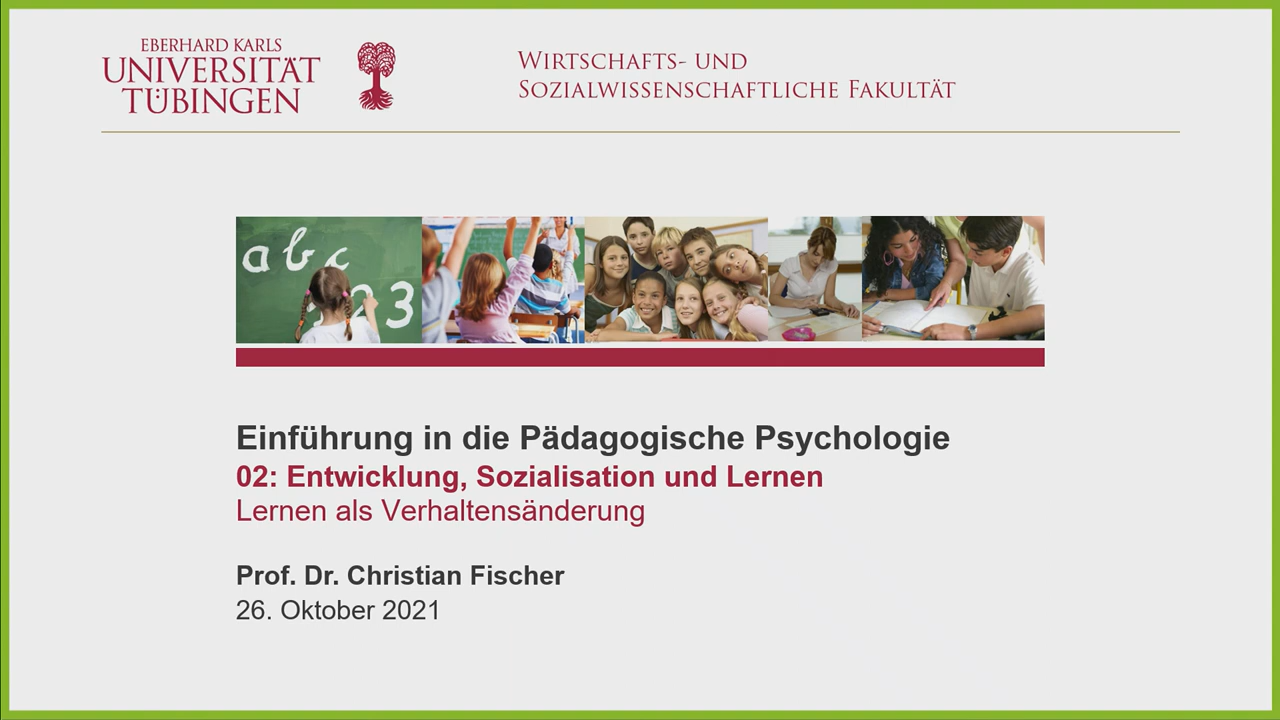 EBERHARD KARLS
UNIVERSITÄT
TÜBINGEN
WIRTSCHAFTS- UND
SOZIALWISSENSCHAFTLICHE FAKULTÄT
abc
123
Einführung in die Pädagogische Psychologie
02: Entwicklung, Sozialisation und Lernen
Lernen als Verhaltensänderung
Prof. Dr. Christian Fischer
26. Oktober 2021